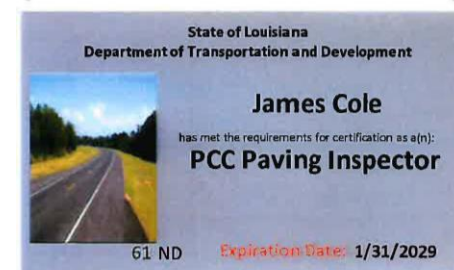 State of Louisiana
Department of Transportation and Development
James Cole
has met the requirements for certification as a(n):
PCC Paving Inspector
61 ND
Expiration Date: 1/31/2029